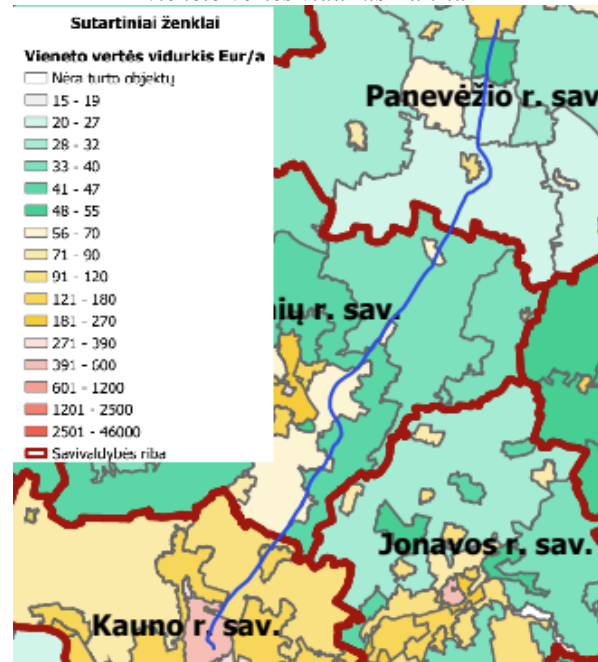 Sutartiniai ženklai
Vieneto vertės vidurkis Eur/a
Nėra turto objektų
15 - 19
20 - 27
28 - 32
33 - 40
41 - 47
48 - 55
56 - 70
71 - 90
91 - 120
121 - 180
181 - 270
271 - 390
391 - 600
601 - 1200
1201 - 2500
2501 - 46000
Savivaldybės riba
Panevėžio r. sav
nių r. sav.
Jonavos r. sav.
Kauno r. sav.